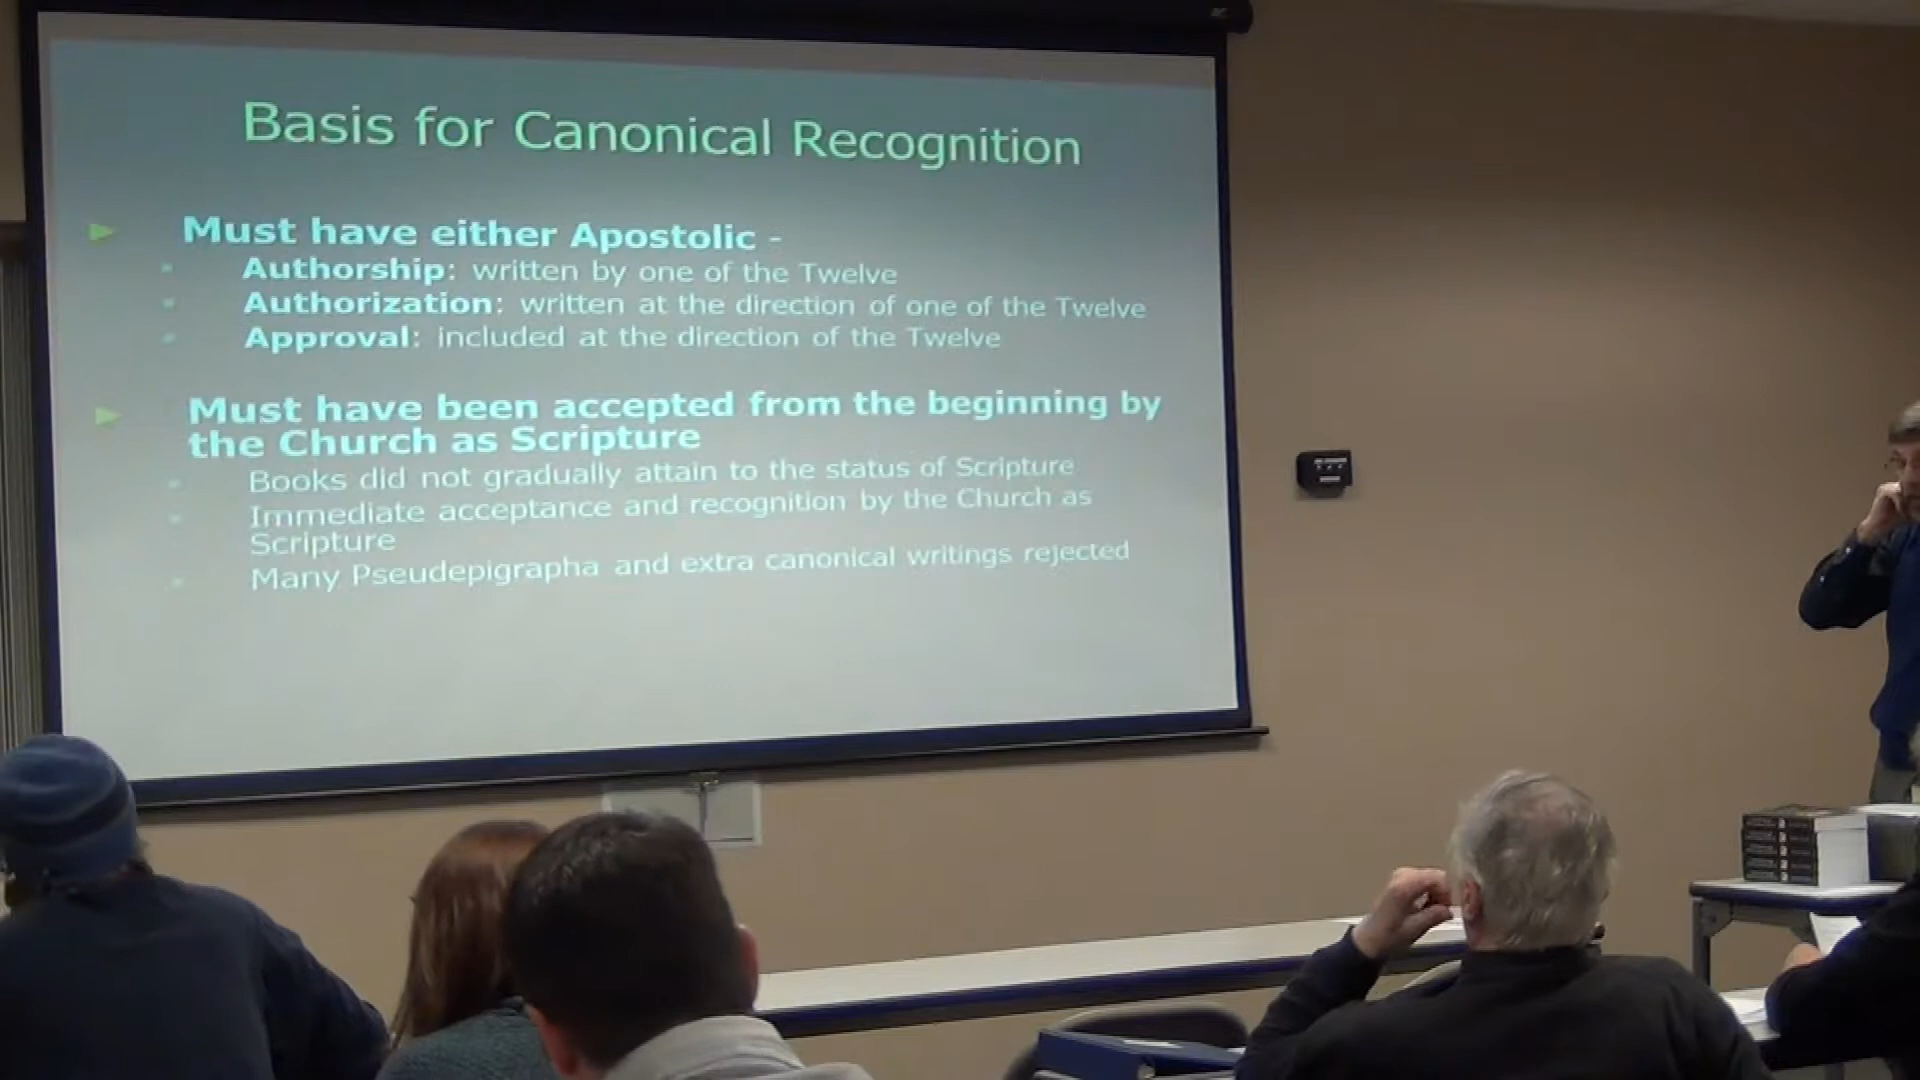 Basis for Canonical Recognition
Must have either Apostolic -
Authorship: written by one of the Twelve
Authorization: written at the direction of one of the Twelve
Approval: included at the direction of the Twelve
Must have been accepted from the beginning by
the Church as Scripture
Books did not gradually attain to the status of Scripture
Immediate acceptance and recognition by the Church as
Scripture
Many Pseudepigrapha and extra canonical writings rejected